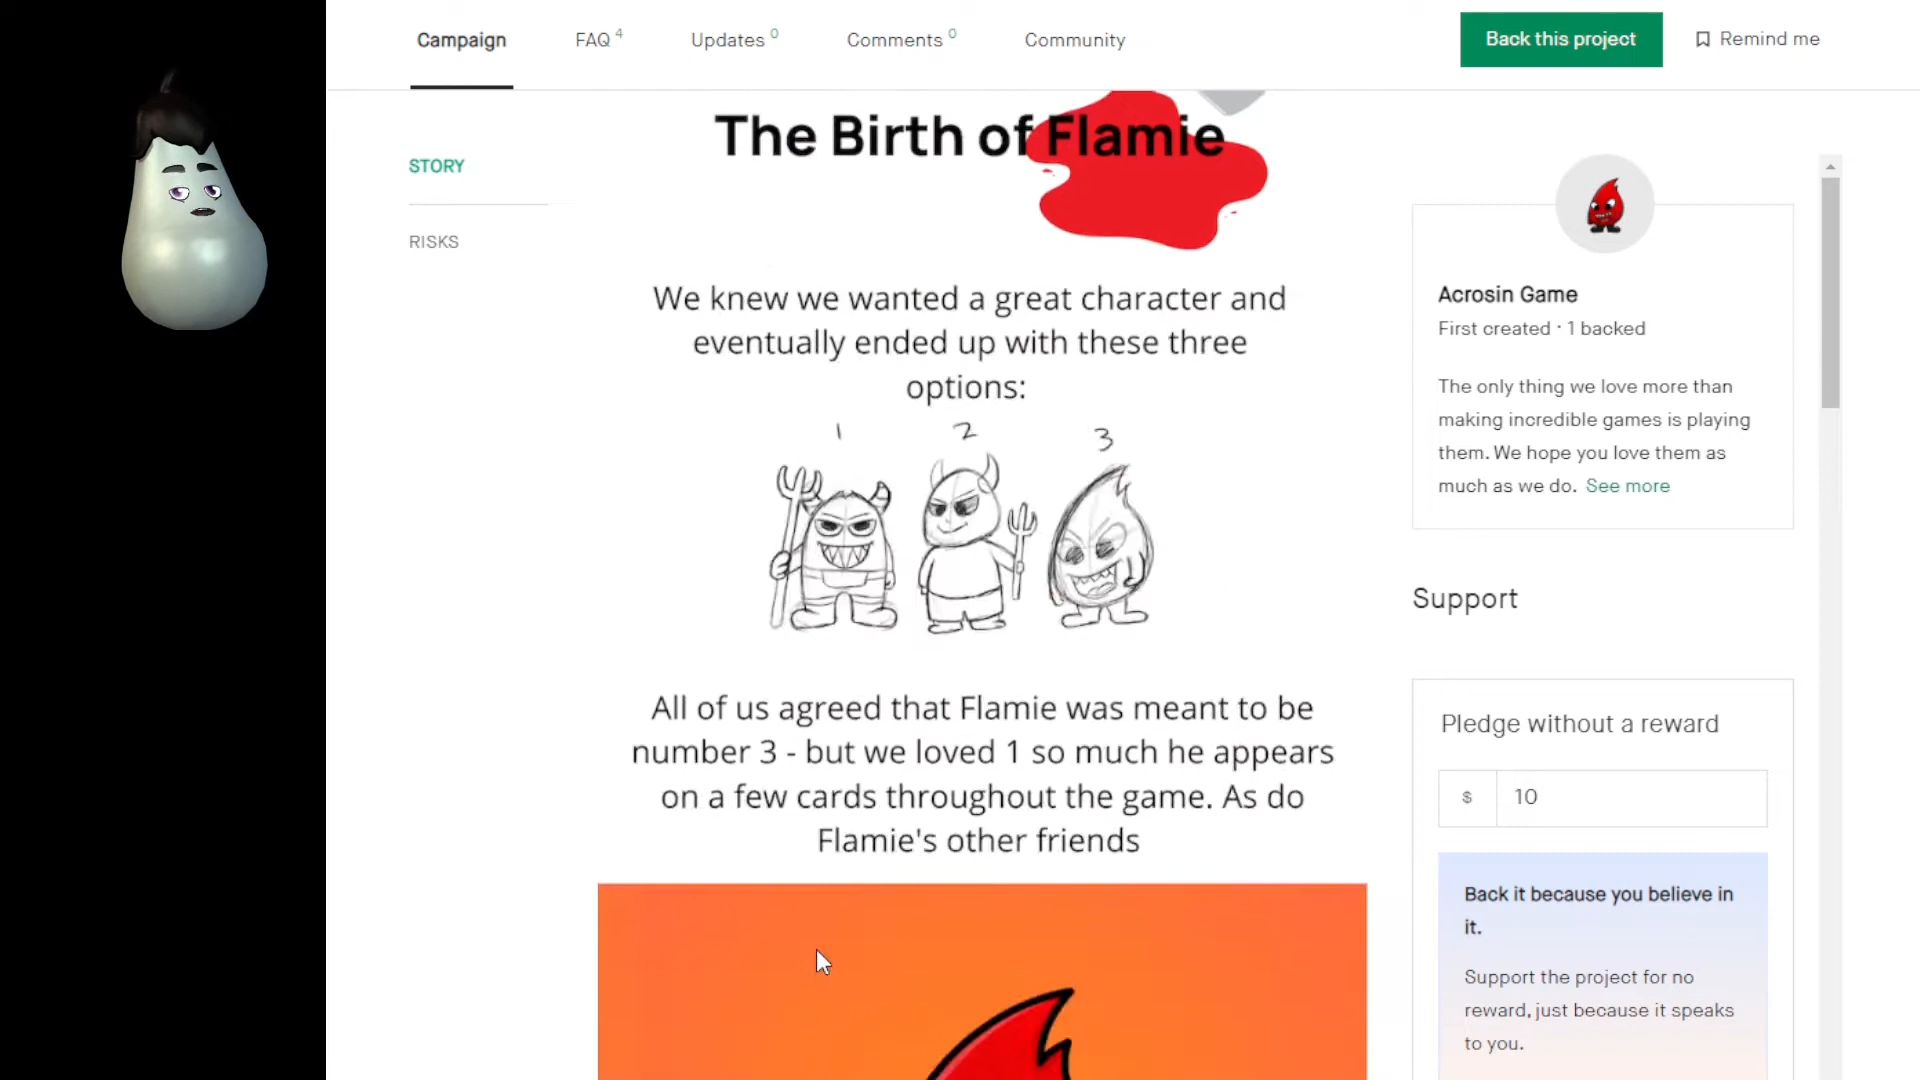 Campaign
FAQ 4
Updates 0
Comments 0
Community
Back this project
Remind me
The Birth of Flamie
STORY
RISKS
We knew we wanted a great character and
eventually ended up with these three
options:
1 2 3
All of us agreed that Flamie was meant to be
number 3 - but we loved 1 so much he appears
on a few cards throughout the game. As do
Flamie's other friends
Acrosin Game
First created · 1 backed
The only thing we love more than
making incredible games is playing
them. We hope you love them as
much as we do. See more
Support
Pledge without a reward
$ 10
Back it because you believe in
it.
Support the project for no
reward, just because it speaks
to you.